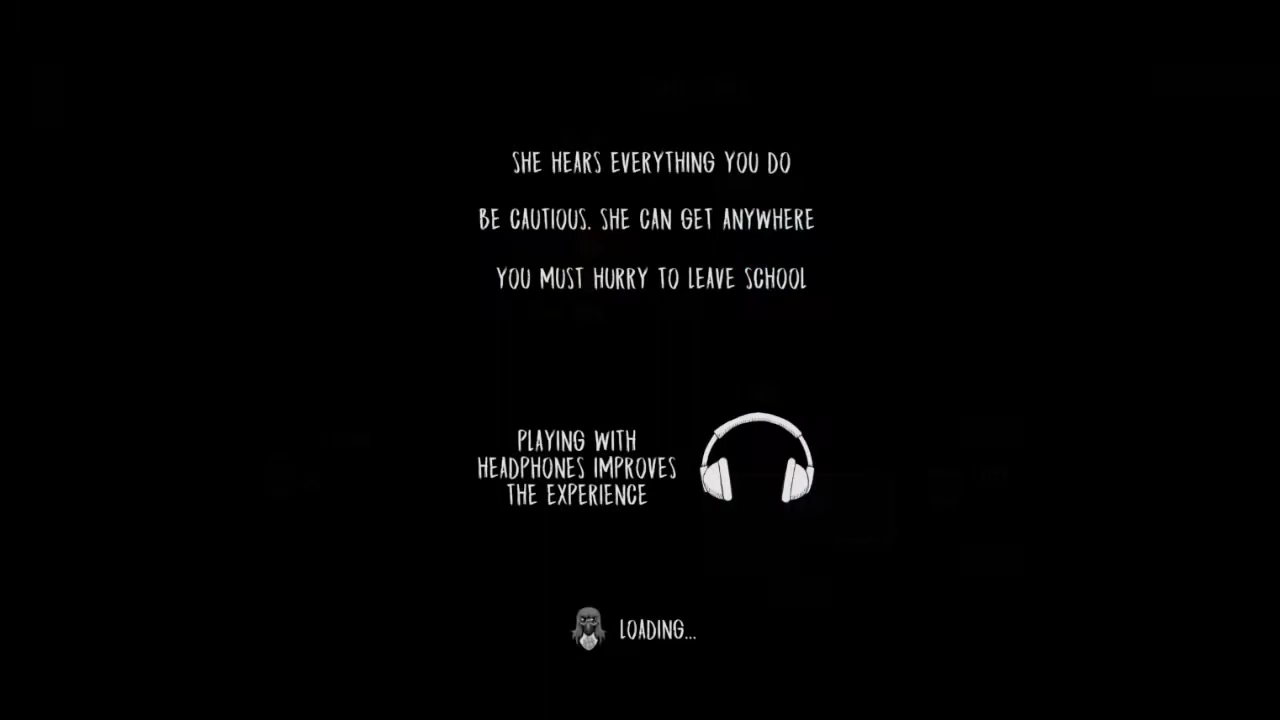 SHE HEARS EVERYTHING YOU DO
BE CAUTIOUS. SHE CAN GET ANYWHERE
YOU MUST HURRY TO LEAVE SCHOOL
PLAYING WITH
HEADPHONES IMPROVES
THE EXPERIENCE
LOADING...